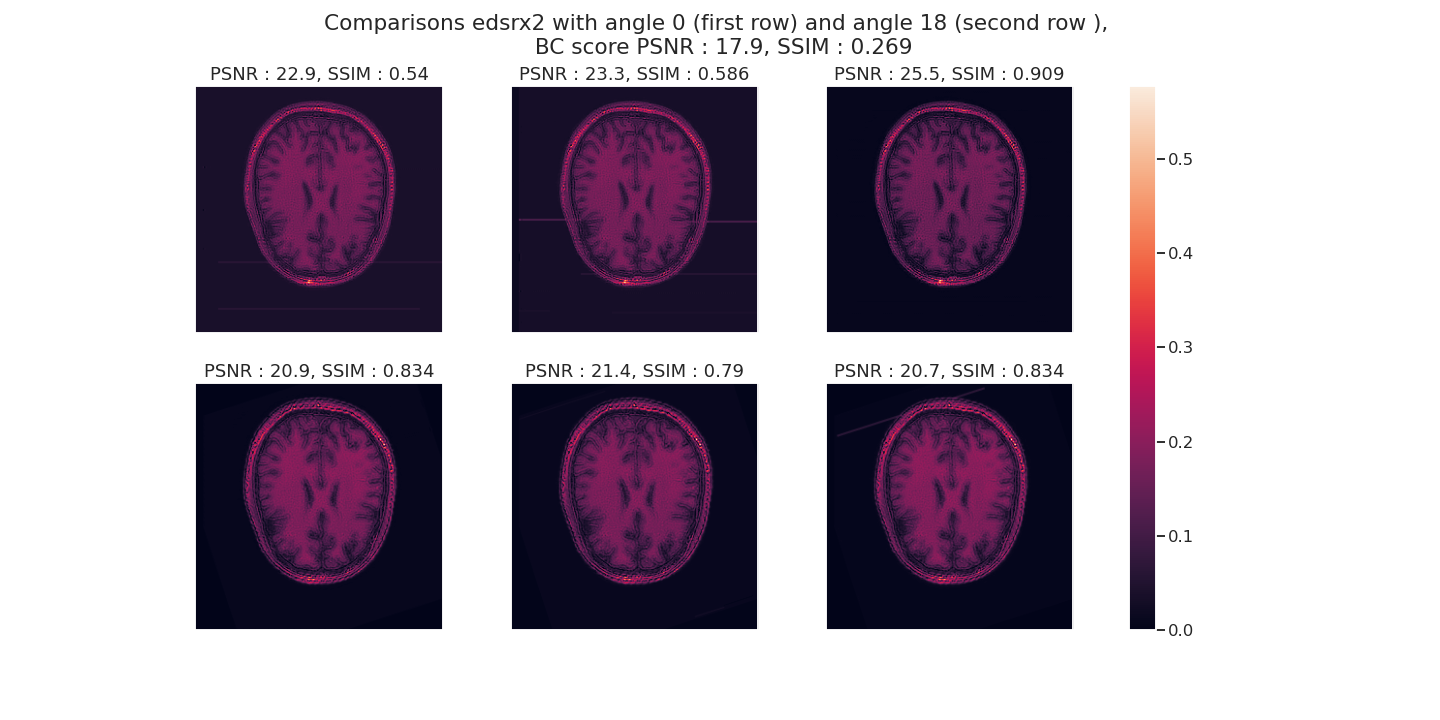 Comparisons edsrx2 with angle 0 (first row) and angle 18 (second row ),
BC score PSNR : 17.9, SSIM : 0.269
PSNR : 22.9, SSIM : 0.54
PSNR : 23.3, SSIM : 0.586
PSNR : 25.5, SSIM : 0.909
PSNR : 20.9, SSIM : 0.834
PSNR : 21.4, SSIM : 0.79
PSNR : 20.7, SSIM : 0.834
0.5
0.4
0.3
0.2
0.1
0.0